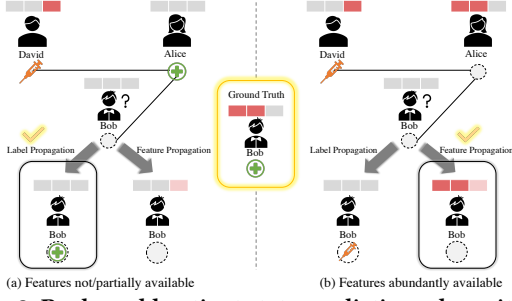 David
Alice
?
Bob
Label Propagation
Feature Propagation
Bob
Bob
(a) Features not/partially available
Ground Truth
Bob
David
Alice
?
Bob
Label Propagation
Feature Propagation
Bob
Bob
(b) Features abundantly available